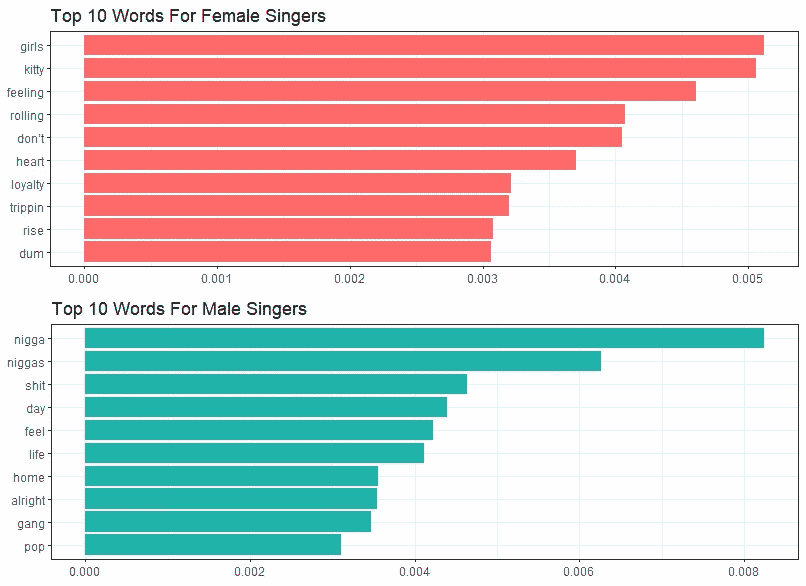 Top 10 Words For Female Singers
girls
kitty
feeling
rolling
don't
heart
loyalty
trippin
rise
dum
0.000 0.001 0.002 0.003 0.004 0.005
Top 10 Words For Male Singers
nigga
niggas
shit
day
feel
life
home
alright
gang
pop
0.000 0.002 0.004 0.006 0.008